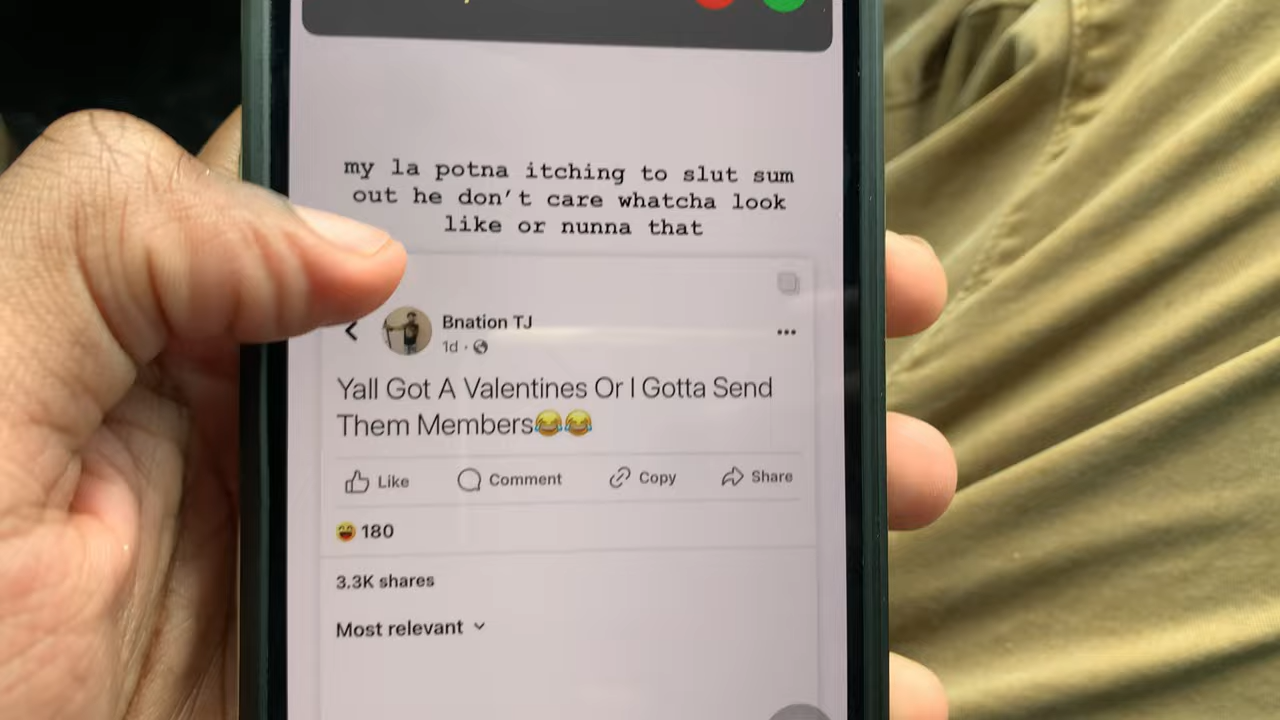 my la potna itching to slut sum
out he don't care whatcha look
like or nunna that
Bnation TJ
1d ·
Yall Got A Valentines Or I Gotta Send
Them Members😂😂
Like Comment Copy Share
180
3.3K shares
Most relevant